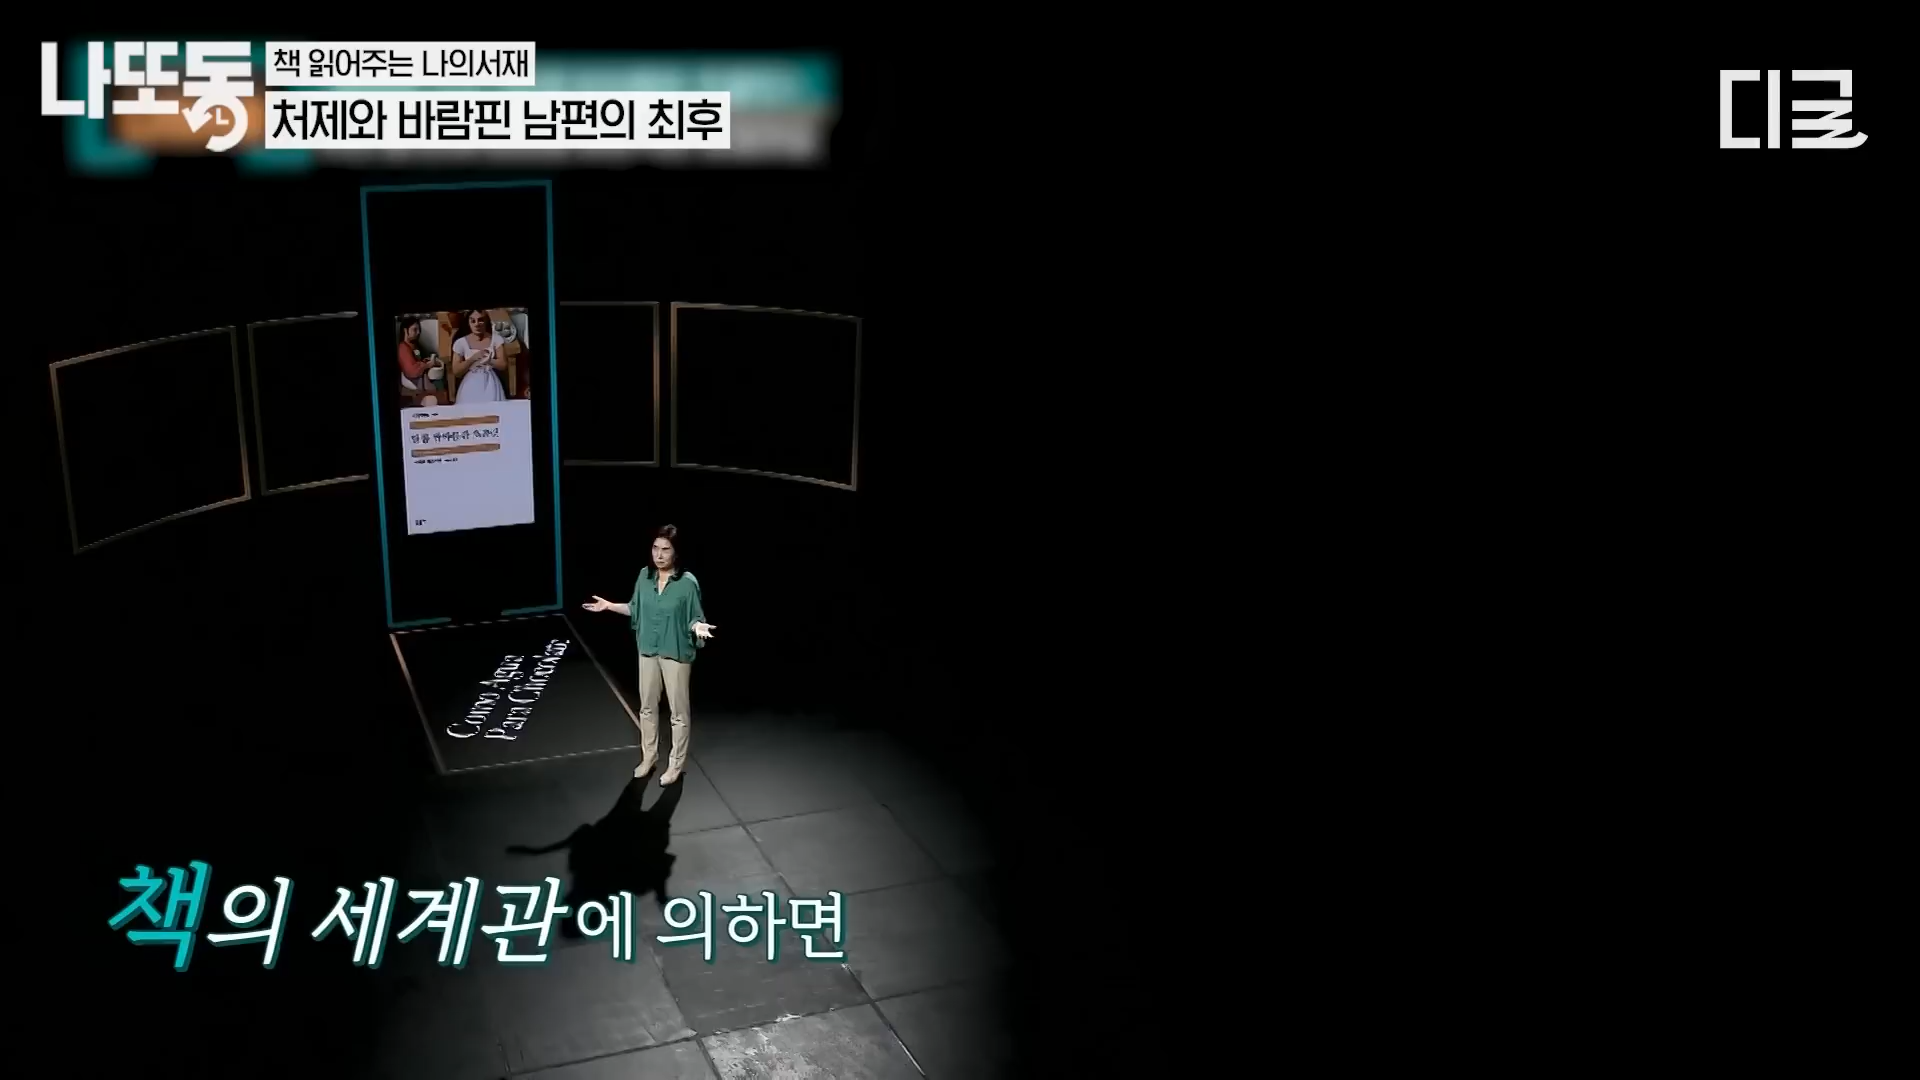 나또동
책 읽어주는 나의서재
처제와 바람핀 남편의 최후
디글
Como Agua
Para Chocolate
책의 세계관에 의하면